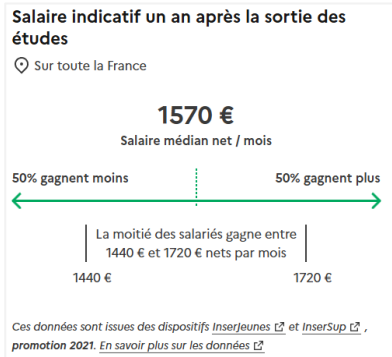 Salaire indicatif un an après la sortie des
études
Sur toute la France
1570 €
Salaire médian net / mois
50% gagnent moins
50% gagnent plus
La moitié des salariés gagne entre
1440 € et 1720 € nets par mois
1440 €
1720 €
Ces données sont issues des dispositifs InserJeunes et InserSup ,
promotion 2021. En savoir plus sur les données